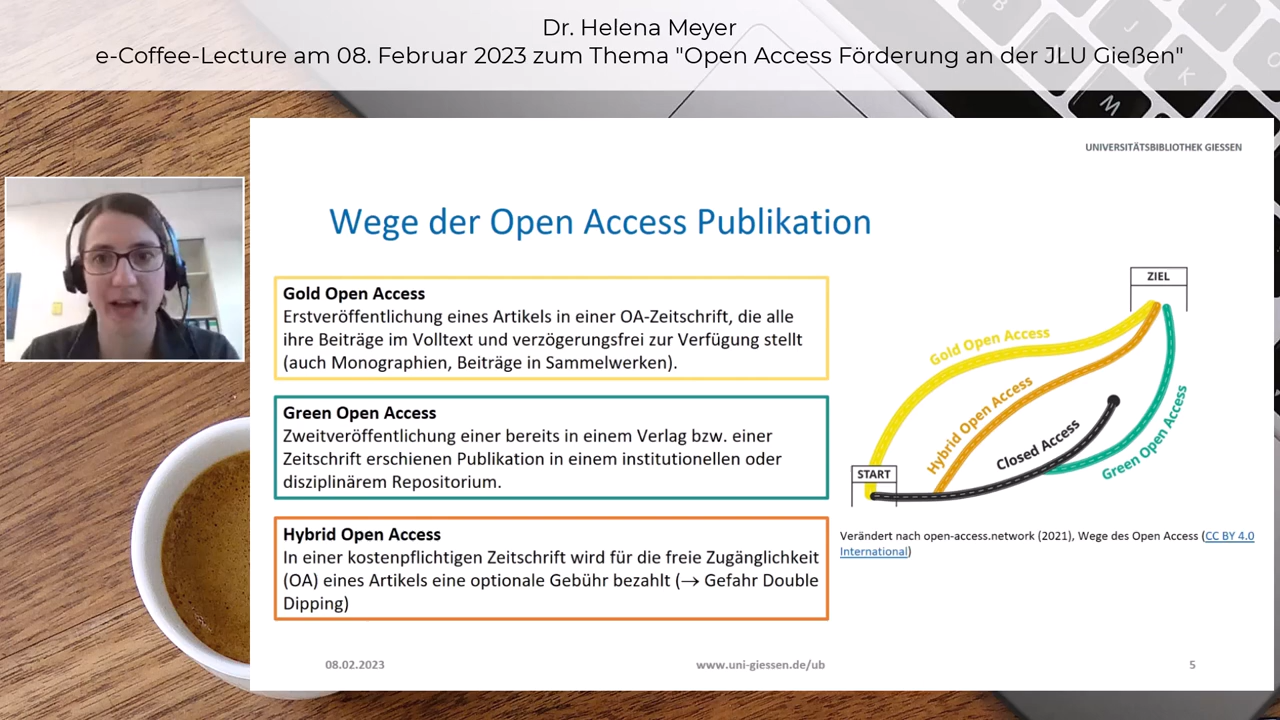 Dr. Helena Meyer
e-Coffee-Lecture am 08. Februar 2023 zum Thema "Open Access Förderung an der JLU Gießen"
UNIVERSITÄTSBIBLIOTHEK GIESSEN
Wege der Open Access Publikation
Gold Open Access
Erstveröffentlichung eines Artikels in einer OA-Zeitschrift, die alle
ihre Beiträge im Volltext und verzögerungsfrei zur Verfügung stellt
(auch Monographien, Beiträge in Sammelwerken).
Green Open Access
Zweitveröffentlichung einer bereits in einem Verlag bzw. einer
Zeitschrift erschienen Publikation in einem institutionellen oder
disziplinärem Repositorium.
Hybrid Open Access
In einer kostenpflichtigen Zeitschrift wird für die freie Zugänglichkeit
(OA) eines Artikels eine optionale Gebühr bezahlt (→ Gefahr Double
Dipping)
ZIEL
Gold Open Access
Hybrid Open Access
Closed Access
Green Open Access
START
Verändert nach open-access.network (2021), Wege des Open Access (CC BY 4.0
International)
08.02.2023
www.uni-giessen.de/ub
5